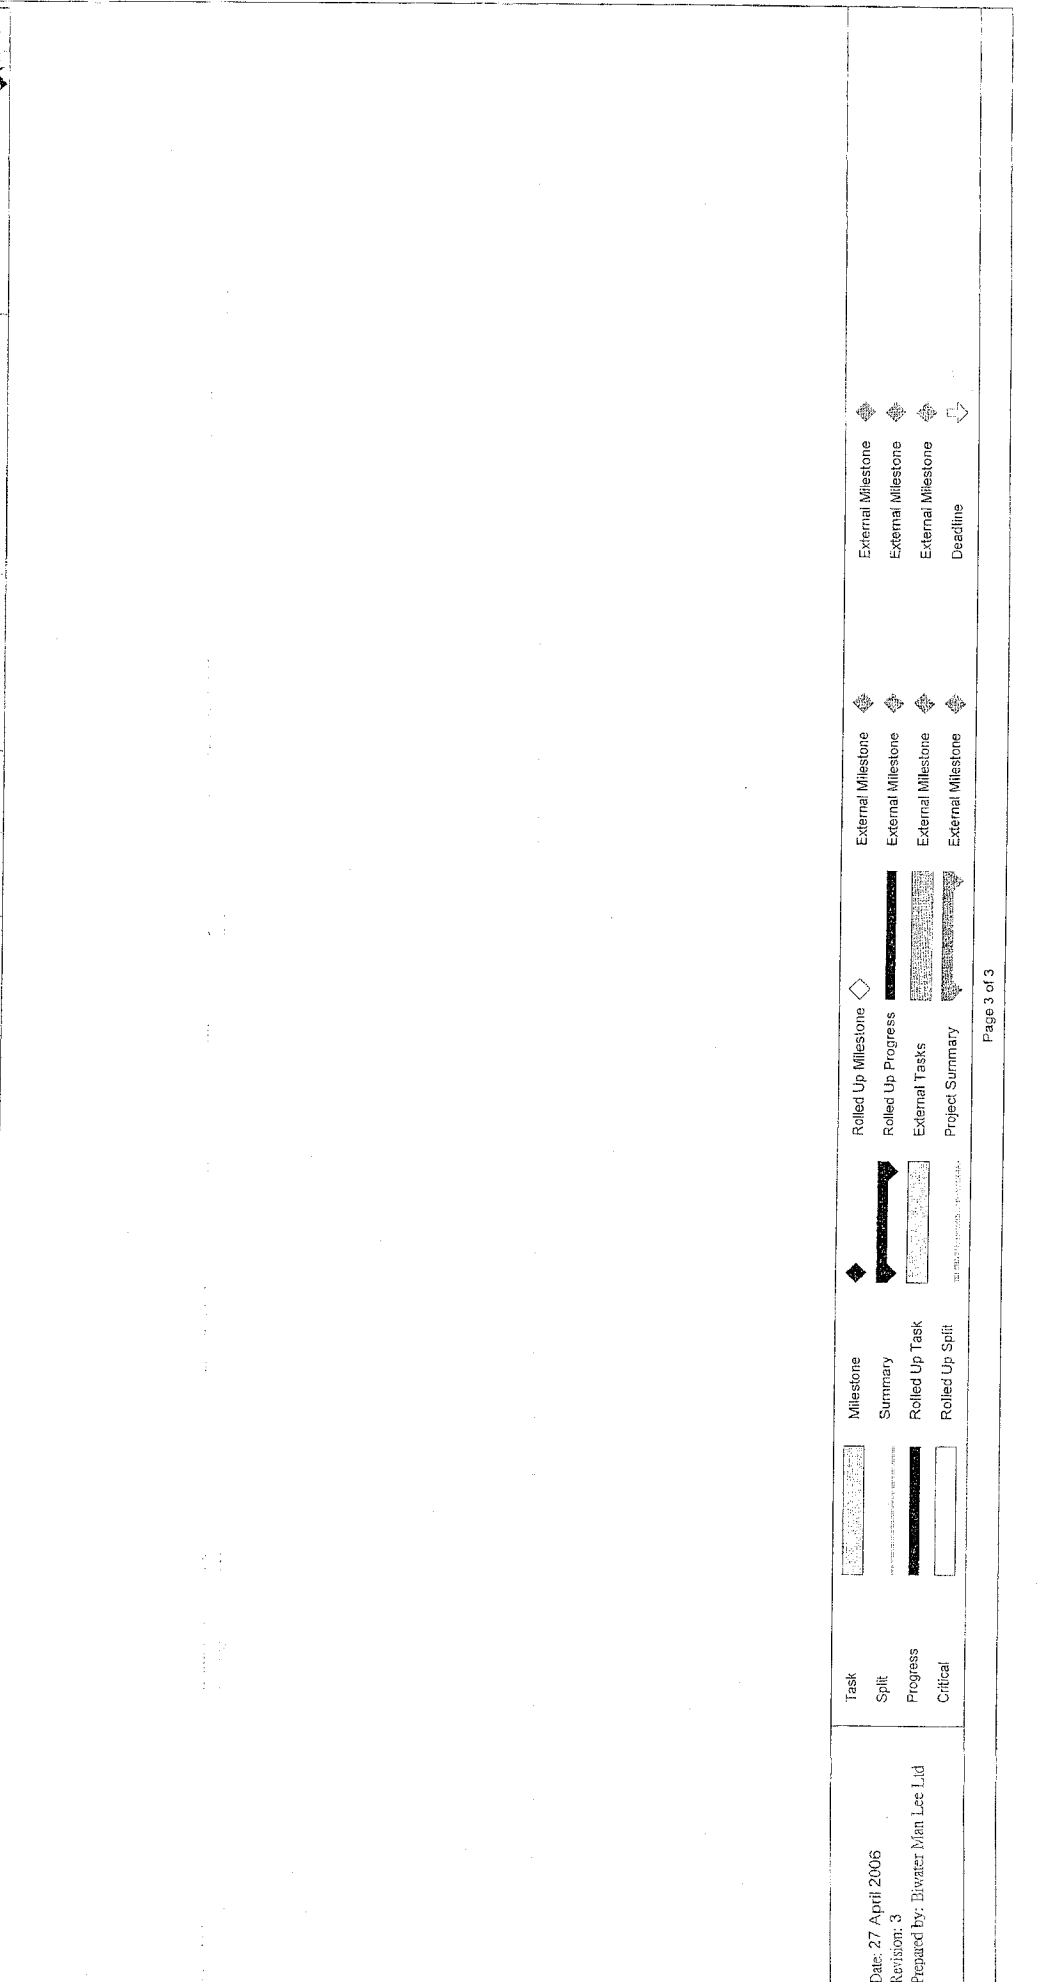 Date: 27 April 2006
Revision: 3
Prepared by: Biwater Man Lee Ltd
Task
Split
Progress
Critical
Milestone
Summary
Rolled Up Task
Rolled Up Split
Rolled Up Milestone
Rolled Up Progress
External Tasks
Project Summary
External Milestone
External Milestone
External Milestone
External Milestone
External Milestone
External Milestone
External Milestone
Deadline
Page 3 of 3